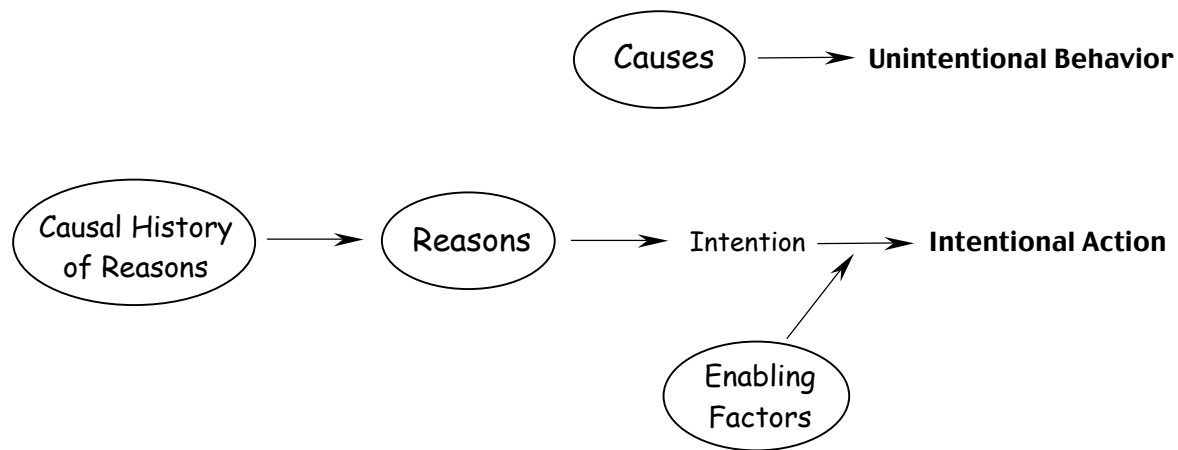 Causes
Unintentional Behavior
Causal History
of Reasons
Reasons
Intention
Intentional Action
Enabling
Factors